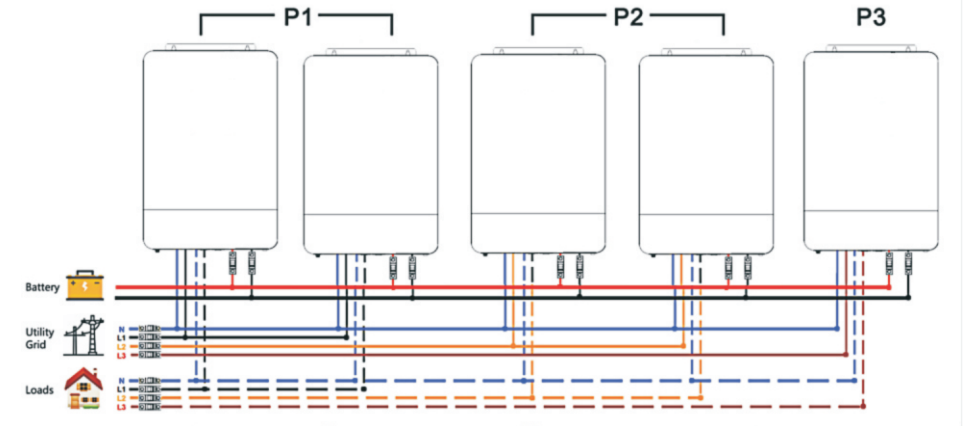 P1
P2
P3
Battery
Utility
Grid
N
L1
L2
L3
Loads
N
L1
L2
L3